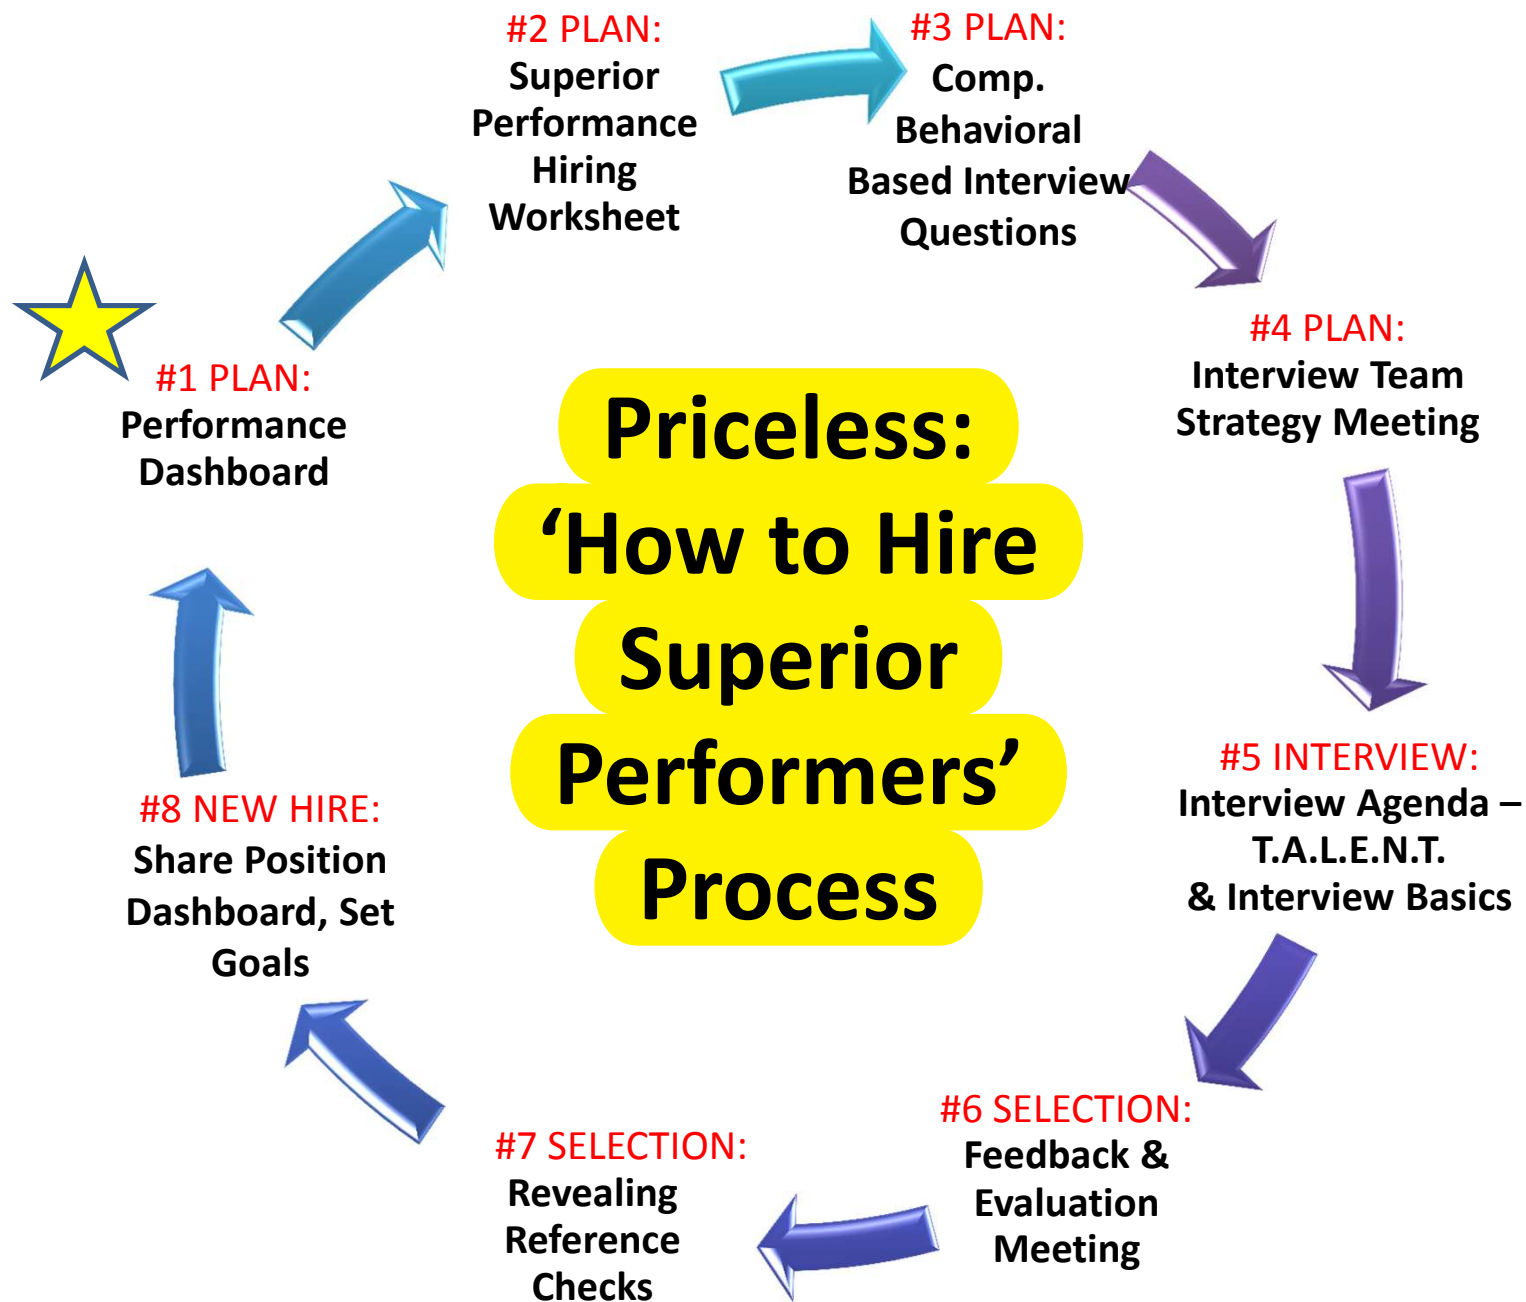 #1 PLAN:
Performance
Dashboard
#2 PLAN:
Superior
Performance
Hiring
Worksheet
#3 PLAN:
Comp.
Behavioral
Based Interview
Questions
#4 PLAN:
Interview Team
Strategy Meeting
#5 INTERVIEW:
Interview Agenda –
T.A.L.E.N.T.
& Interview Basics
#6 SELECTION:
Feedback &
Evaluation
Meeting
#7 SELECTION:
Revealing
Reference
Checks
#8 NEW HIRE:
Share Position
Dashboard, Set
Goals
Priceless:
‘How to Hire
Superior
Performers’
Process